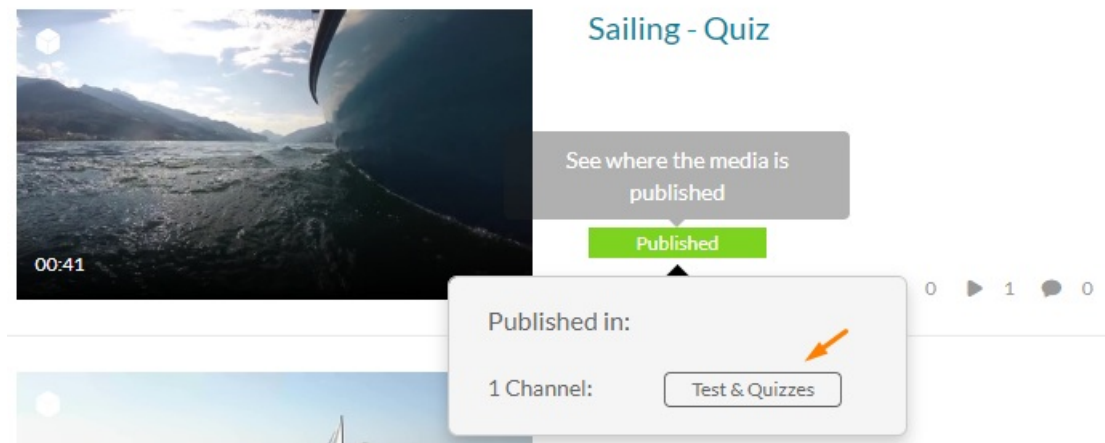 Sailing - Quiz
See where the media is
published
Published
00:41
0 1 0
Published in:
1 Channel: Test & Quizzes